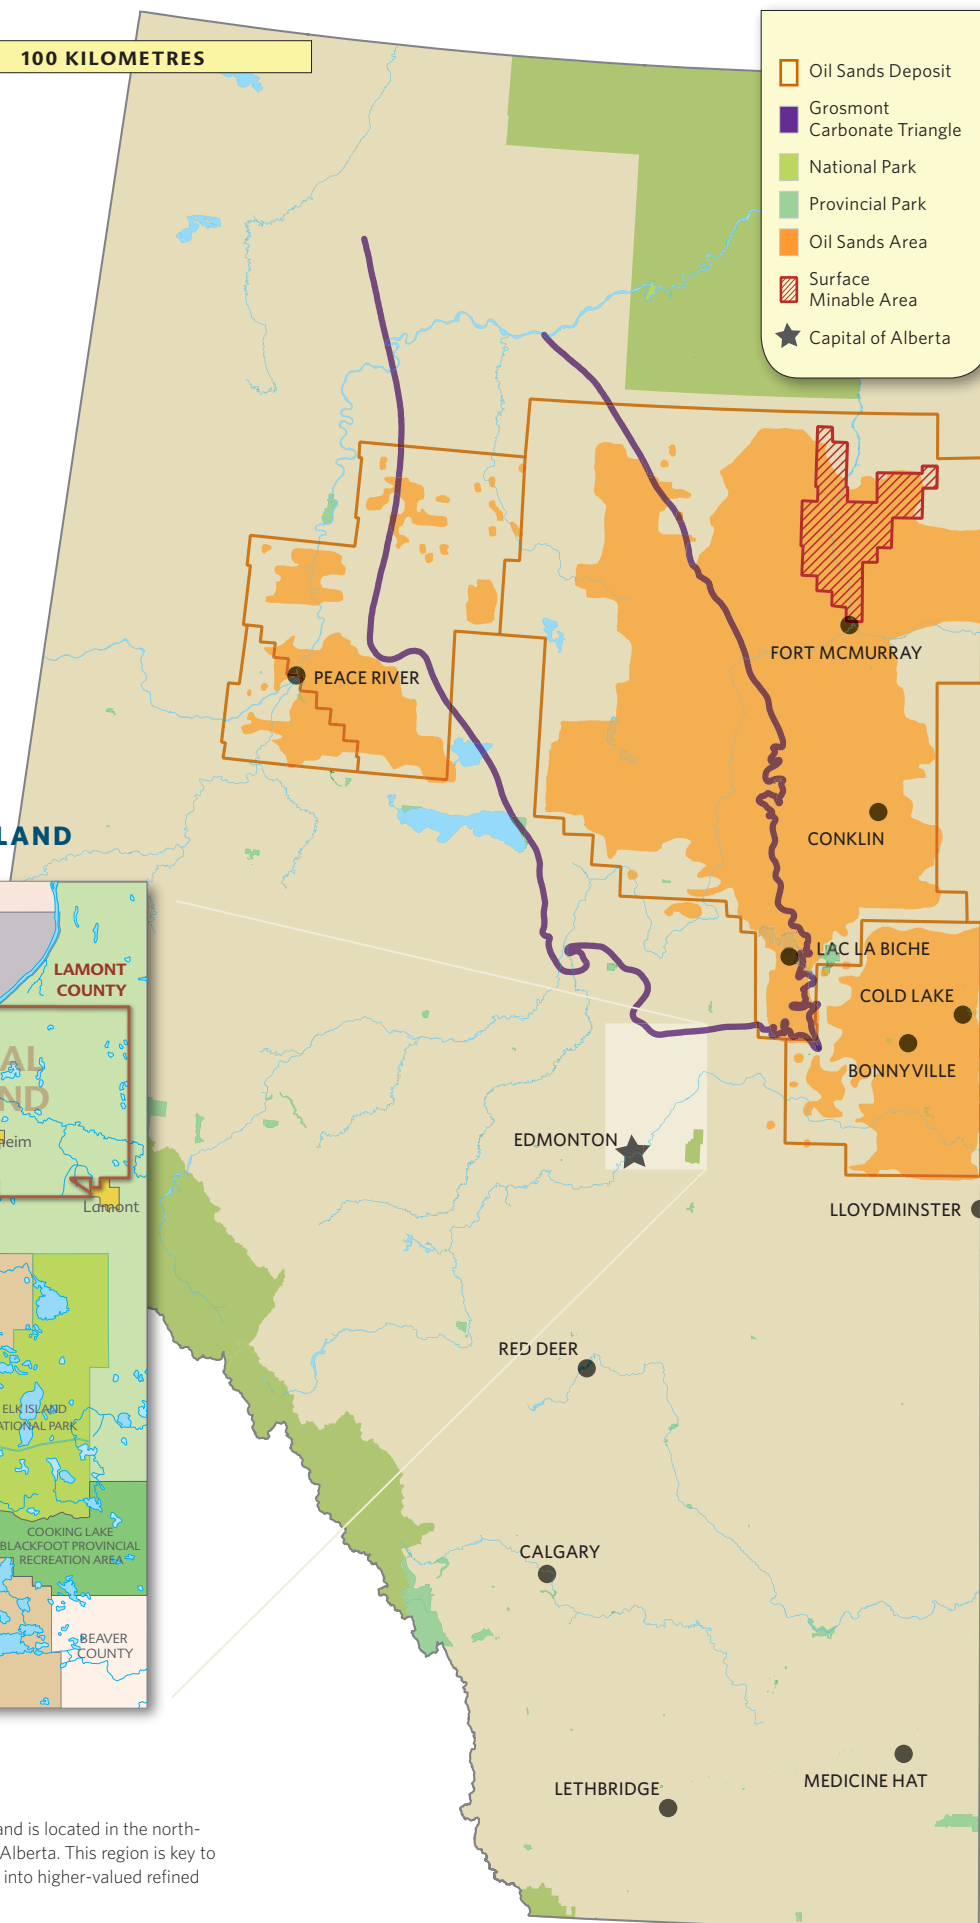 100 KILOMETRES
Oil Sands Deposit
Grosmont
Carbonate Triangle
National Park
Provincial Park
Oil Sands Area
Surface
Minable Area
Capital of Alberta
FORT MCMURRAY
PEACE RIVER
CONKLIN
LAND
LAC LA BICHE
LAMONT
COUNTY
COLD LAKE
AL
ND
BONNYVILLE
EDMONTON
heim
Lamont
LLOYDMINSTER
RED DEER
ELK ISLAND
ATIONAL PARK
COOKING LAKE
BLACKFOOT PROVINCIAL
RECREATION AREA
CALGARY
BEAVER
COUNTY
MEDICINE HAT
LETHBRIDGE
and is located in the north-
Alberta. This region is key to
into higher-valued refined